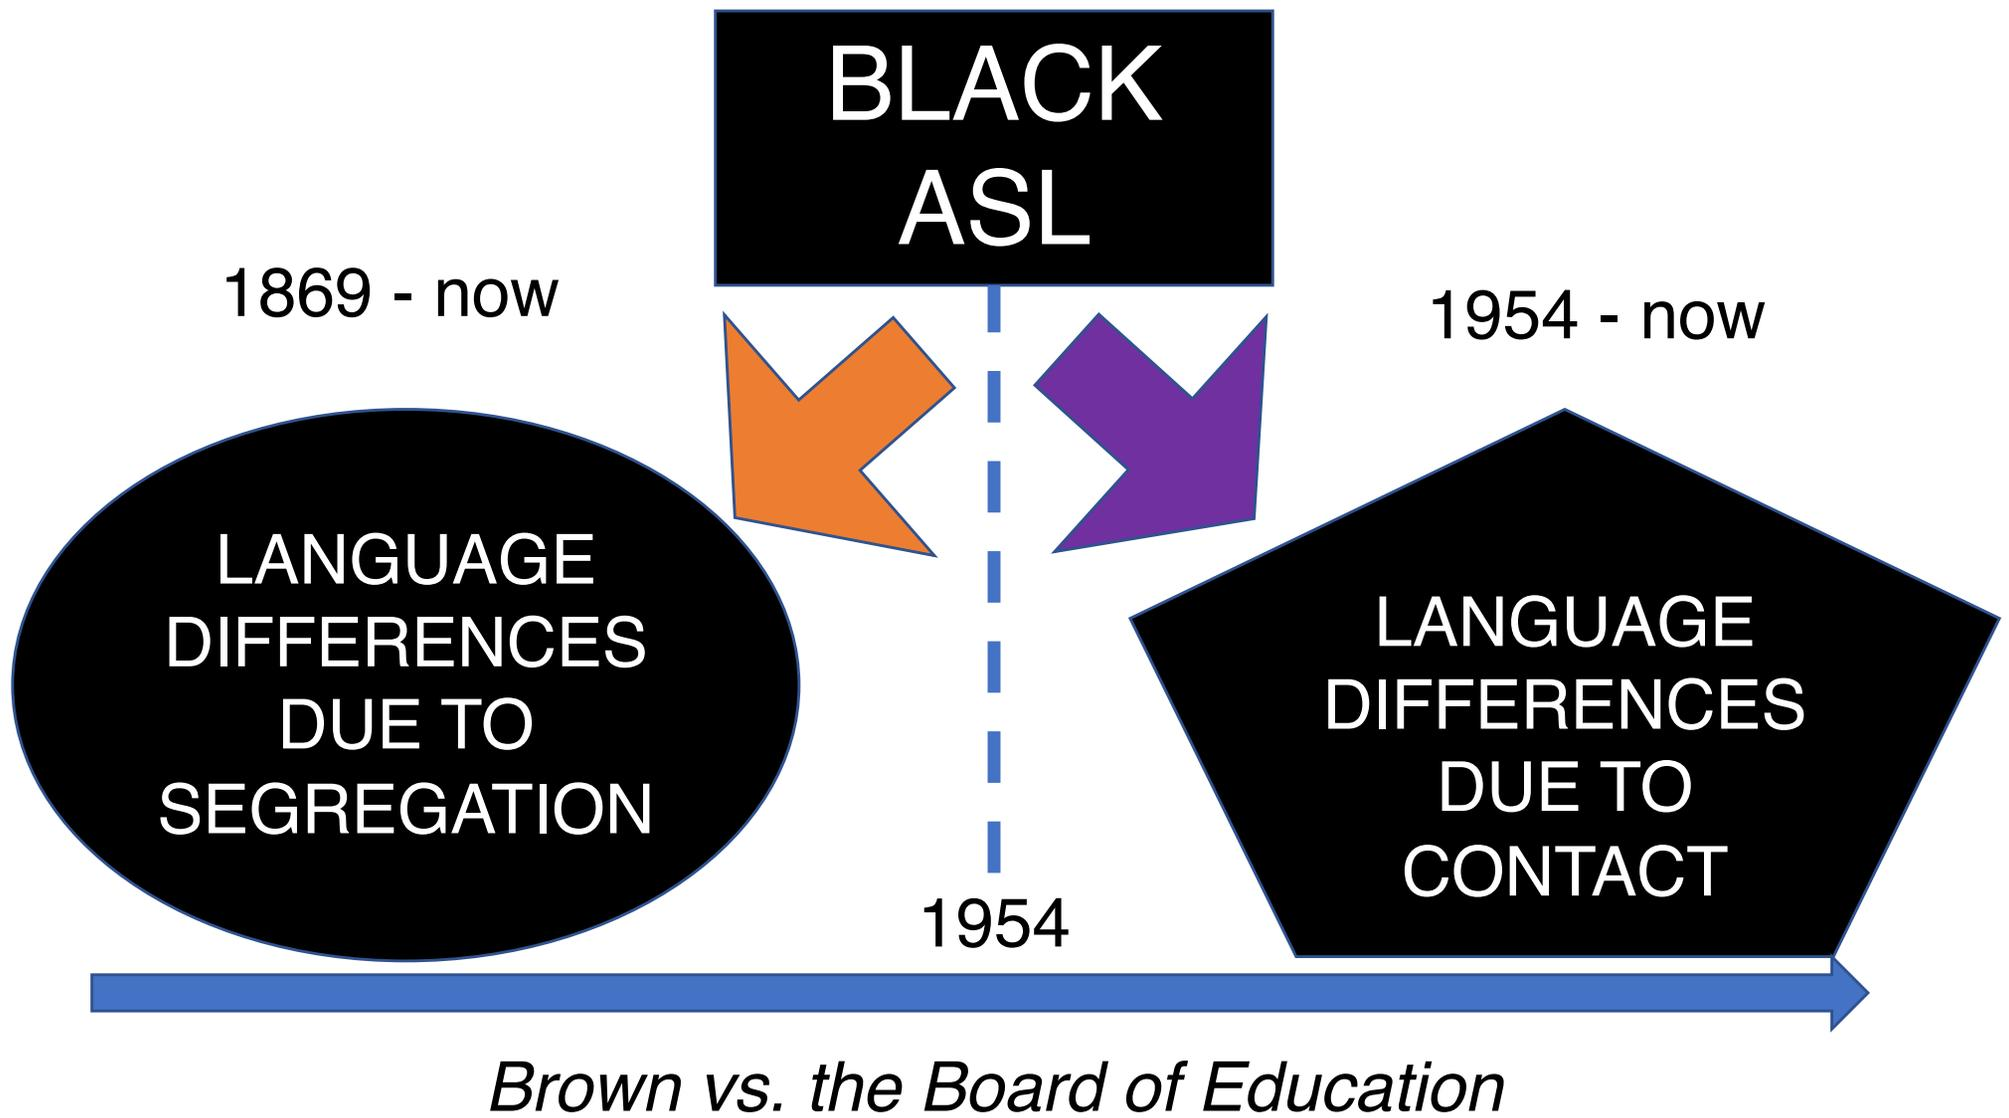 BLACK
ASL
1869 - now
1954 - now
LANGUAGE
DIFFERENCES
DUE TO
SEGREGATION
LANGUAGE
DIFFERENCES
DUE TO
CONTACT
1954
Brown vs. the Board of Education